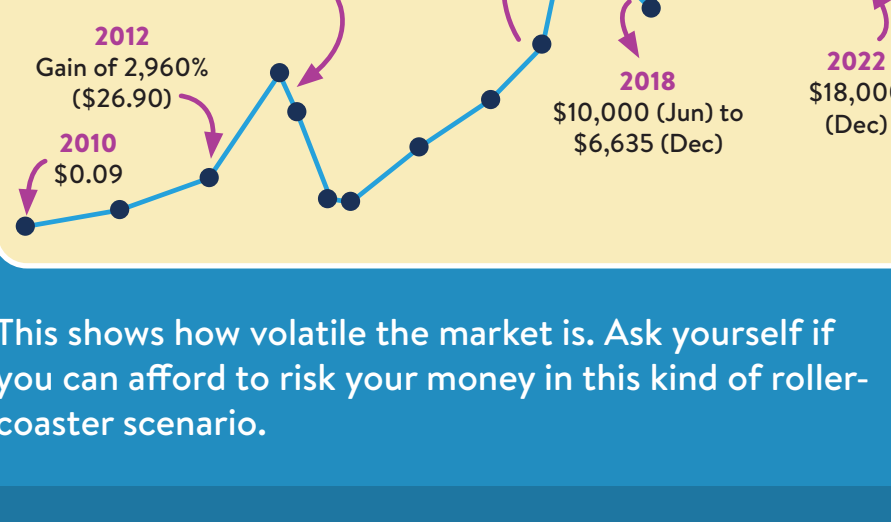 2012
Gain of 2,960%
($26.90)
2010
$0.09
2018
$10,000 (Jun) to
$6,635 (Dec)
2022
(Dec)
This shows how volatile the market is. Ask yourself if
you can afford to risk your money in this kind of roller-
coaster scenario.